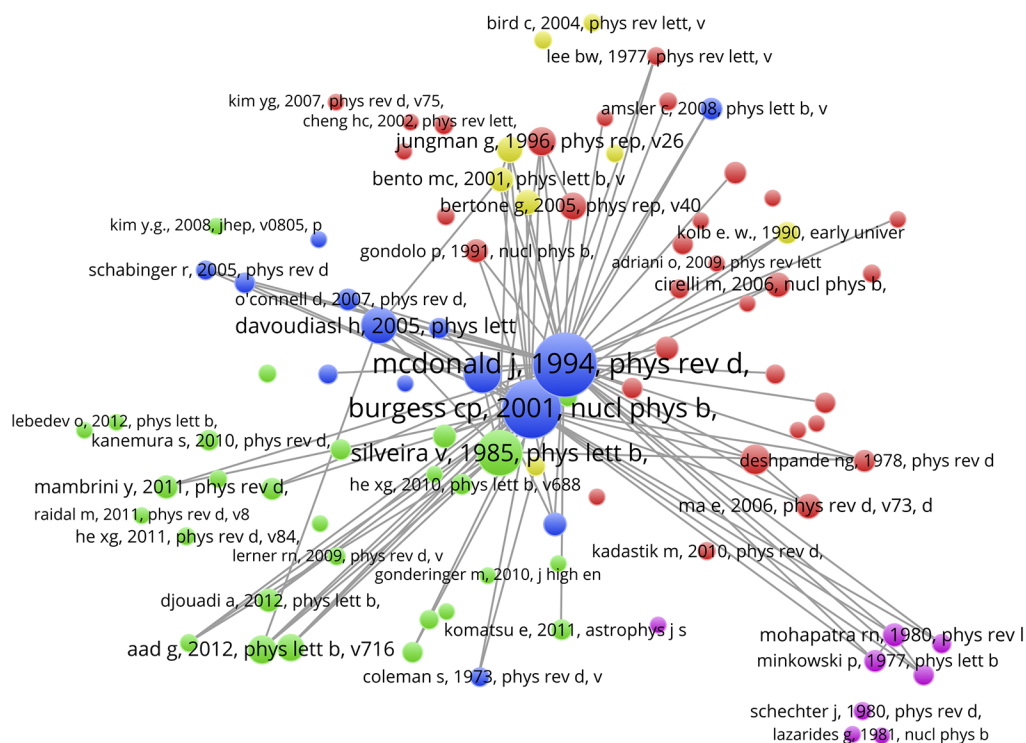 bird c, 2004, phys rev lett, v
lee bw, 1977, phys rev lett, v
kim yg, 2007, phys rev d, v75,
amsler c, 2008, phys lett b, v
cheng hc, 2002, phys rev lett,
jungman g, 1996, phys rep, v26
bento mc, 2001, phys lett b, v
bertone g, 2005, phys rep, v40
kim y.g., 2008, jhep, v0805, p
kolb e. w., 1990, early univer
gondolo p, 1991, nucl phys b,
adriani o, 2009, phys rev lett
schabinger r, 2005, phys rev d
cirelli m, 2006, nucl phys b,
o'connell d, 2007, phys rev d,
davoudiasl h, 2005, phys lett
mcdonald j, 1994, phys rev d,
burgess cp, 2001, nucl phys b,
lebedev o, 2012, phys lett b,
kanemura s, 2010, phys rev d,
silveira v, 1985, phys lett b,
deshpande ng, 1978, phys rev d
mambrini y, 2011, phys rev d,
he xg, 2010, phys lett b, v688
ma e, 2006, phys rev d, v73, d
raidal m, 2011, phys rev d, v8
he xg, 2011, phys rev d, v84,
lerner rn, 2009, phys rev d, v
kadastik m, 2010, phys rev d,
gonderinger m, 2010, j high en
djouadi a, 2012, phys lett b,
komatsu e, 2011, astrophys j s
mohapatra rn, 1980, phys rev l
aad g, 2012, phys lett b, v716
minkowski p, 1977, phys lett b
coleman s, 1973, phys rev d, v
schechter j, 1980, phys rev d,
lazarides g, 1981, nucl phys b